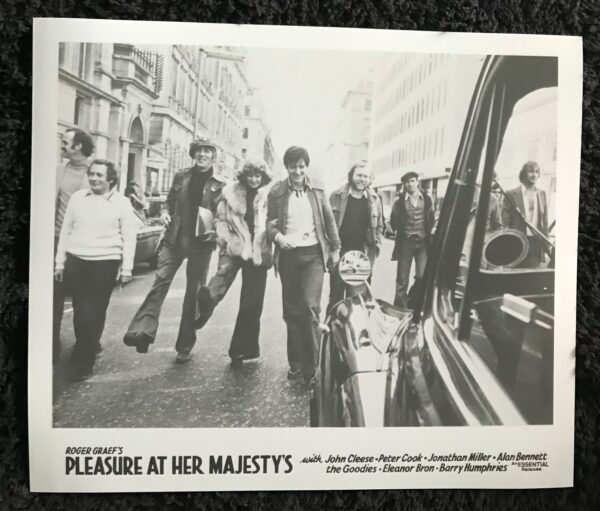 ROGER GRAEF'S
PLEASURE AT HER MAJESTY'S
with John Cleese • Peter Cook • Jonathan Miller • Alan Bennett
the Goodies • Eleanor Bron • Barry Humphries
An ESSENTIAL
RELEASE